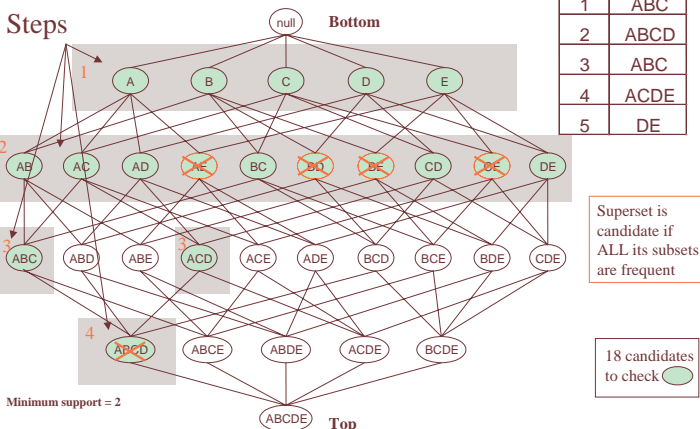 Steps
null
Bottom
1 ABC
2 ABCD
3 ABC
4 ACDE
5 DE
1
A B C D E
2
AB AC AD AE BC BD BE CD CE DE
Superset is
candidate if
ALL its subsets
are frequent
3 3
ABC ABD ABE ACD ACE ADE BCD BCE BDE CDE
4
ABCD ABCE ABDE ACDE BCDE
18 candidates
to check
Minimum support = 2
ABCDE
Top